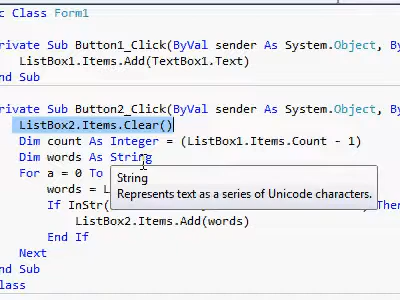 ic Class Form1
rivate Sub Button1_Click(ByVal sender As System.Object, By
ListBox1.Items.Add(TextBox1.Text)
nd Sub
rivate Sub Button2_Click(ByVal sender As System.Object, By
ListBox2.Items.Clear()
Dim count As Integer = (ListBox1.Items.Count - 1)
Dim words As String
For a = 0 To
String
Represents text as a series of Unicode characters.
words = L
If InStr( Then
ListBox2.Items.Add(words)
End If
Next
nd Sub
lass